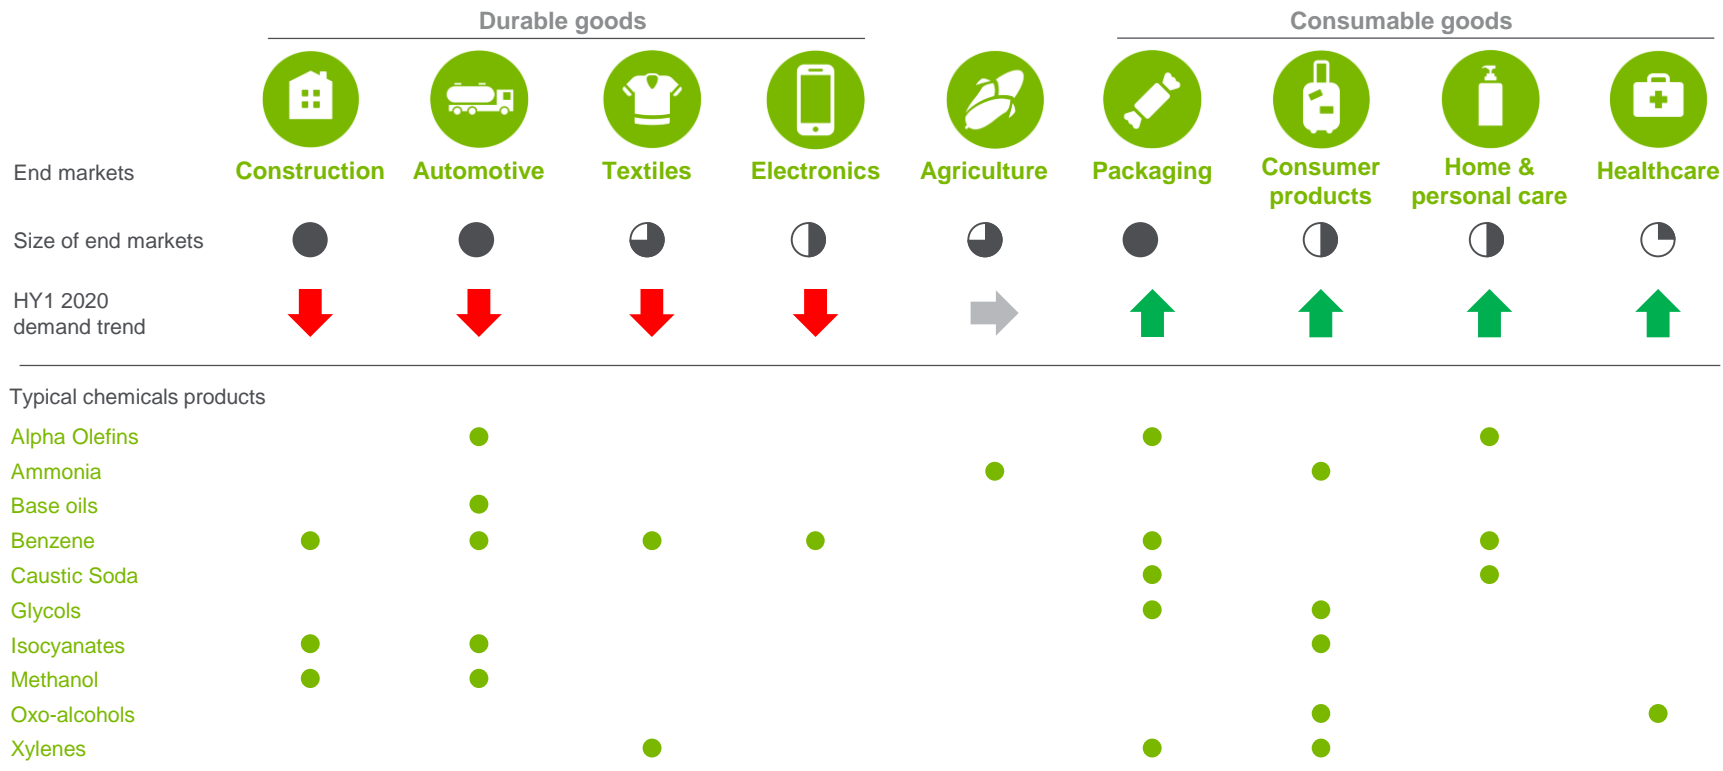 Durable goods
Consumable goods
End markets
Construction
Automotive
Textiles
Electronics
Agriculture
Packaging
Consumer
products
Home &
personal care
Healthcare
Size of end markets
HY1 2020
demand trend
Typical chemicals products
Alpha Olefins
Ammonia
Base oils
Benzene
Caustic Soda
Glycols
Isocyanates
Methanol
Oxo-alcohols
Xylenes